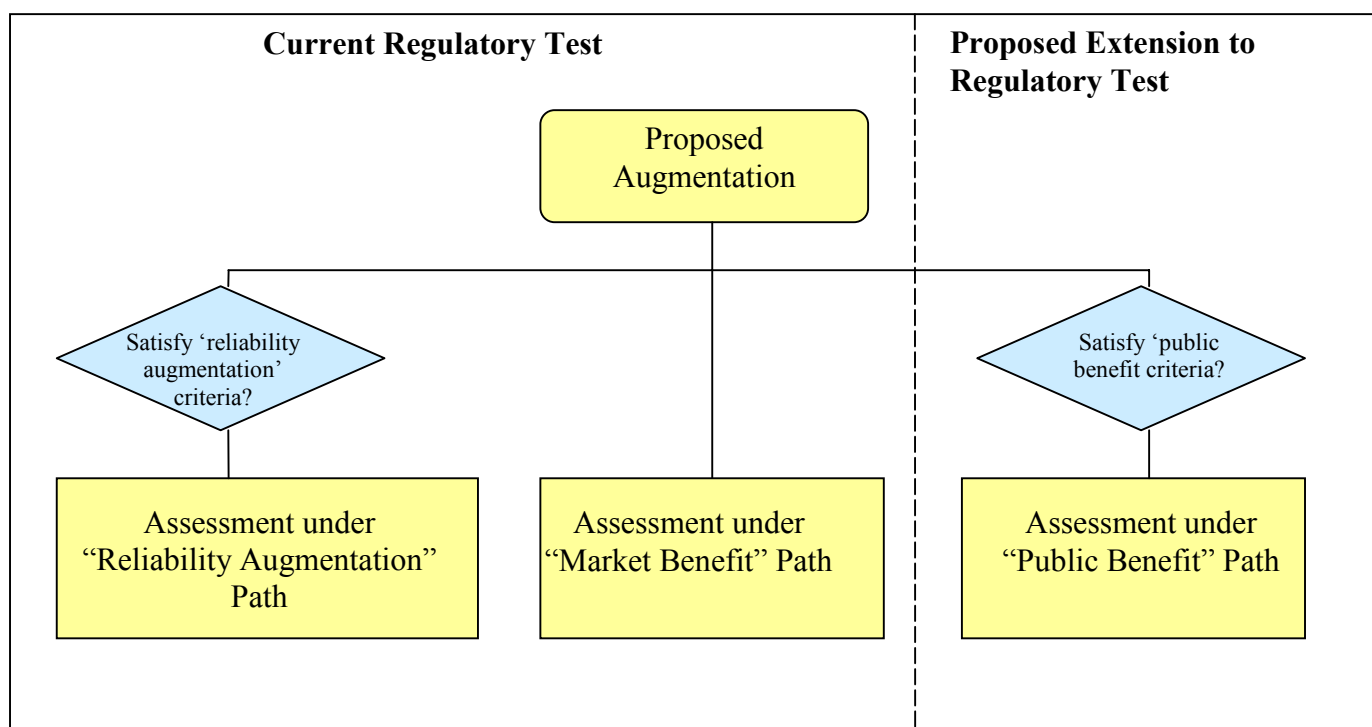 Current Regulatory Test
Proposed Extension to
Regulatory Test
Proposed
Augmentation
Satisfy ‘reliability
augmentation’
criteria?
Satisfy ‘public
benefit criteria?
Assessment under
“Reliability Augmentation”
Path
Assessment under
“Market Benefit” Path
Assessment under
“Public Benefit” Path